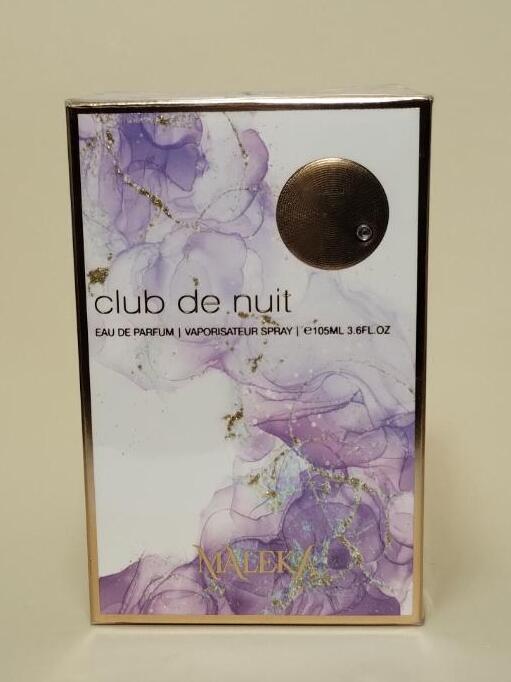 club de nuit
EAU DE PARFUM | VAPORISATEUR SPRAY | ℮105ML 3.6FL.OZ
MALEKA